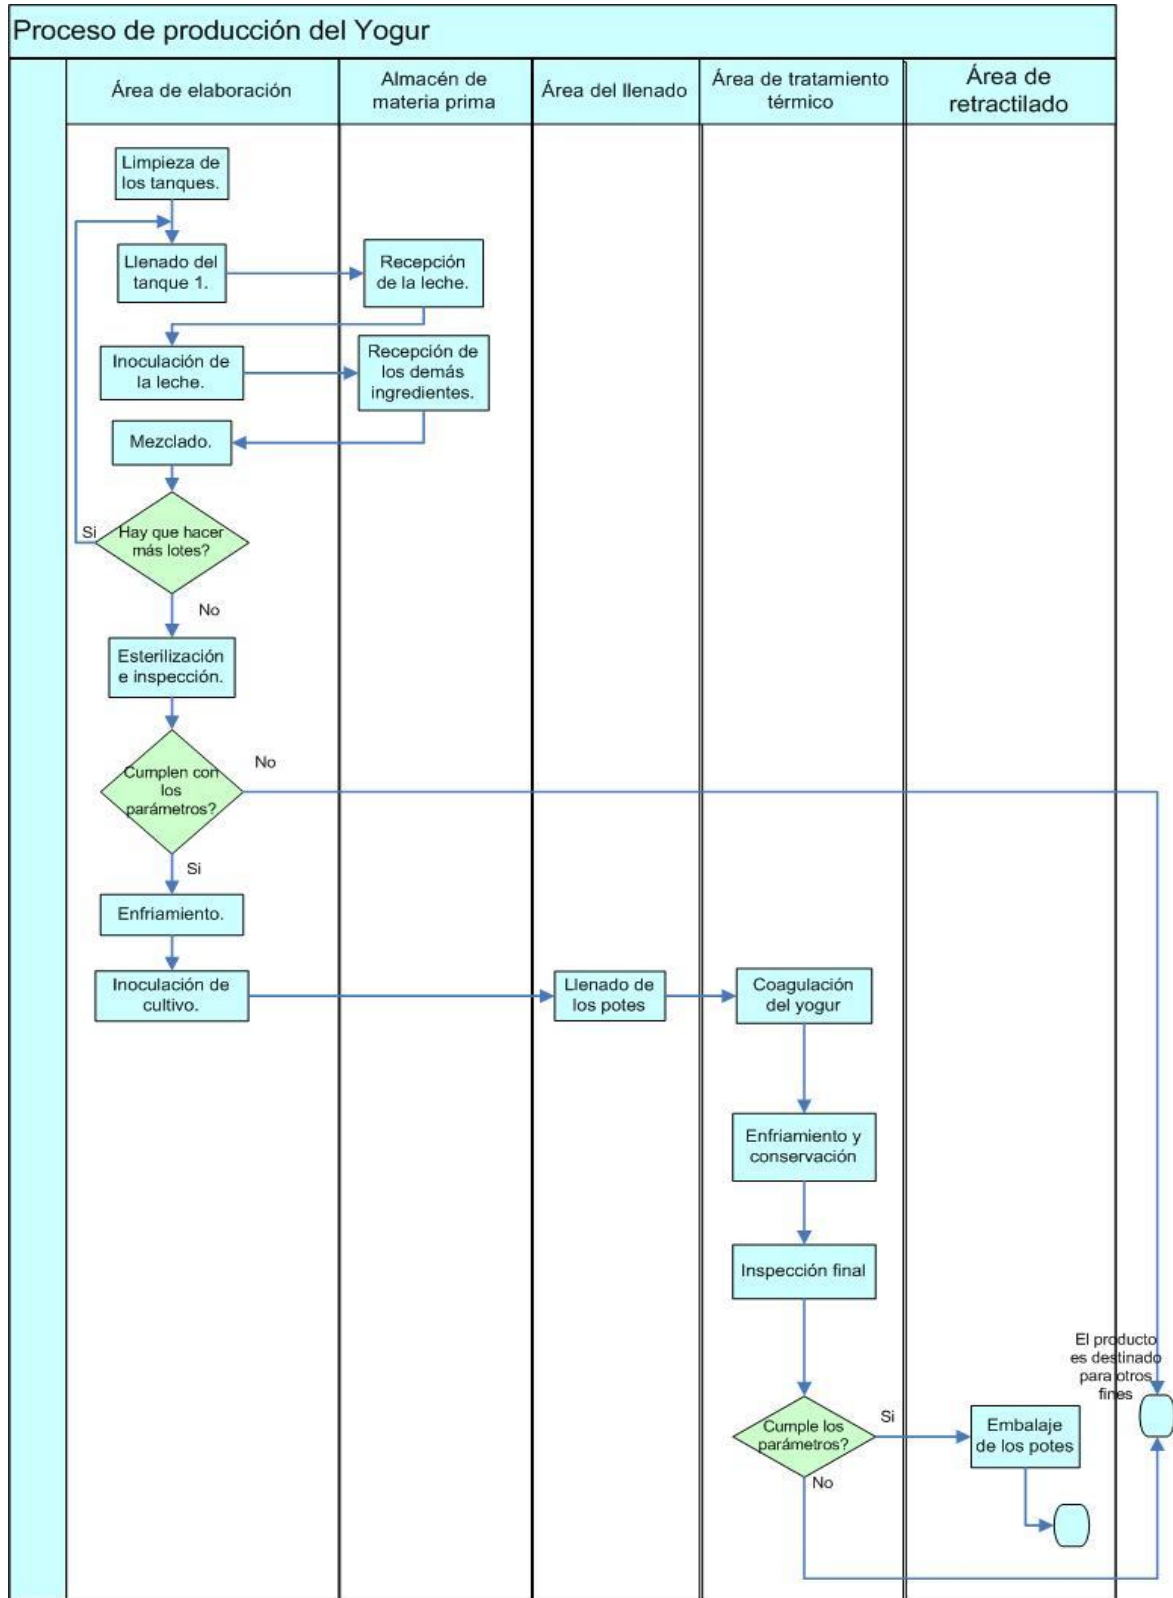 Proceso de producción del Yogur
Área de elaboración
Almacén de
materia prima
Área del llenado
Área de tratamiento
térmico
Área de
retractilado
Limpieza de
los tanques.
Llenado del
tanque 1.
Recepción
de la leche.
Inoculación de
la leche.
Recepción de
los demás
ingredientes.
Mezclado.
Si
Hay que hacer
más lotes?
No
Esterilización
e inspección.
Cumplen con
los
parámetros?
No
Si
Enfriamiento.
Inoculación de
cultivo.
Llenado de
los potes
Coagulación
del yogur
Enfriamiento y
conservación
Inspección final
El producto
es destinado
para otros
fines
Cumple los
parámetros?
Si
No
Embalaje
de los potes